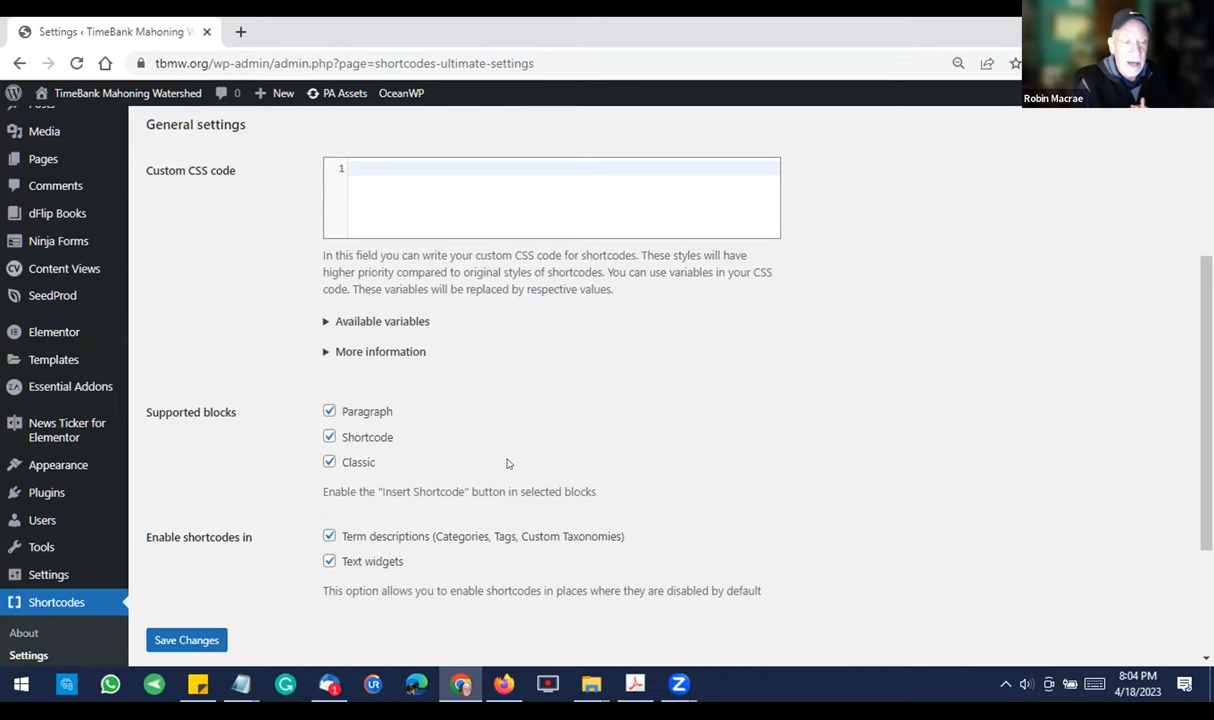 Settings ‹ TimeBank Mahoning W
tbmw.org/wp-admin/admin.php?page=shortcodes-ultimate-settings
Robin Macrae
TimeBank Mahoning Watershed
0
New
PA Assets
OceanWP
Posts
Media
Pages
Comments
dFlip Books
Ninja Forms
Content Views
SeedProd
Elementor
Templates
Essential Addons
News Ticker for
Elementor
Appearance
Plugins
Users
Tools
Settings
Shortcodes
About
Settings
General settings
Custom CSS code
1
In this field you can write your custom CSS code for shortcodes. These styles will have
higher priority compared to original styles of shortcodes. You can use variables in your CSS
code. These variables will be replaced by respective values.
Available variables
More information
Supported blocks
Paragraph
Shortcode
Classic
Enable the "Insert Shortcode" button in selected blocks
Enable shortcodes in
Term descriptions (Categories, Tags, Custom Taxonomies)
Text widgets
This option allows you to enable shortcodes in places where they are disabled by default
Save Changes
8:04 PM
4/18/2023